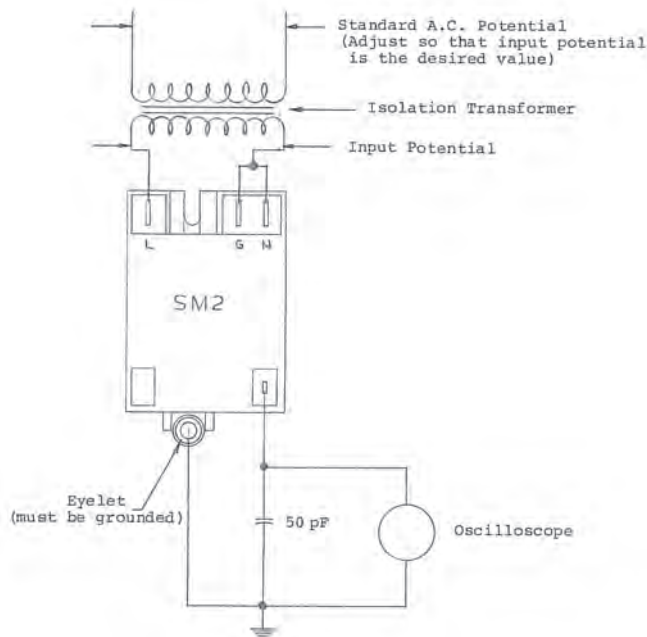 Standard A.C. Potential
(Adjust so that input potential
is the desired value)
Isolation Transformer
Input Potential
L
G
N
SM2
Eyelet
(must be grounded)
50 pF
Oscilloscope